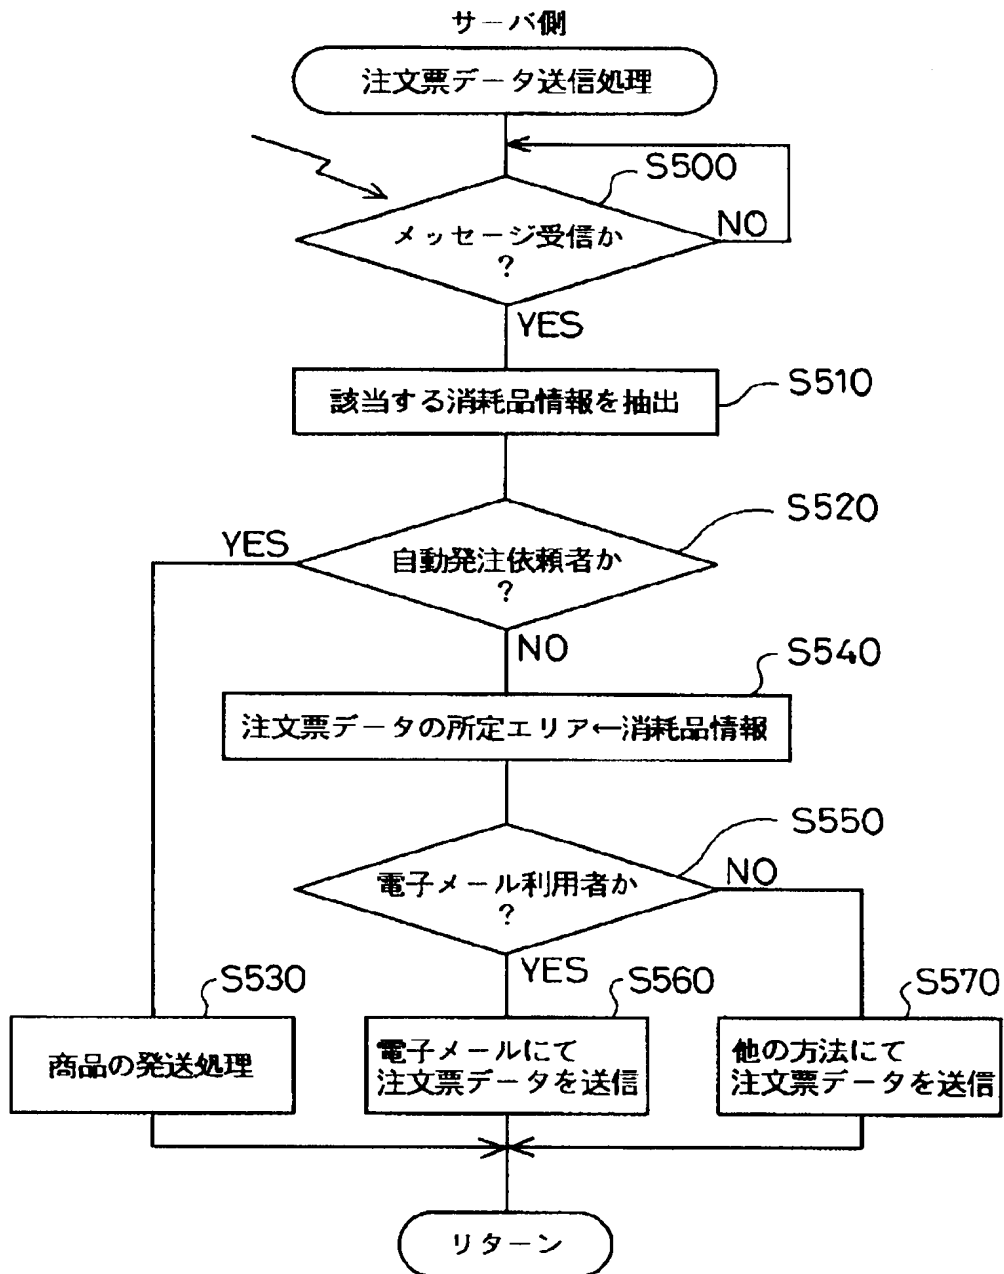 サーバ側
注文票データ送信処理
S500
メッセージ受信か
?
NO
YES
該当する消耗品情報を抽出
S510
S520
YES
自動発注依頼者か
?
NO
S540
注文票データの所定エリア←消耗品情報
S550
電子メール利用者か
?
NO
YES
S530
S560
S570
商品の発送処理
電子メールにて
注文票データを送信
他の方法にて
注文票データを送信
リターン